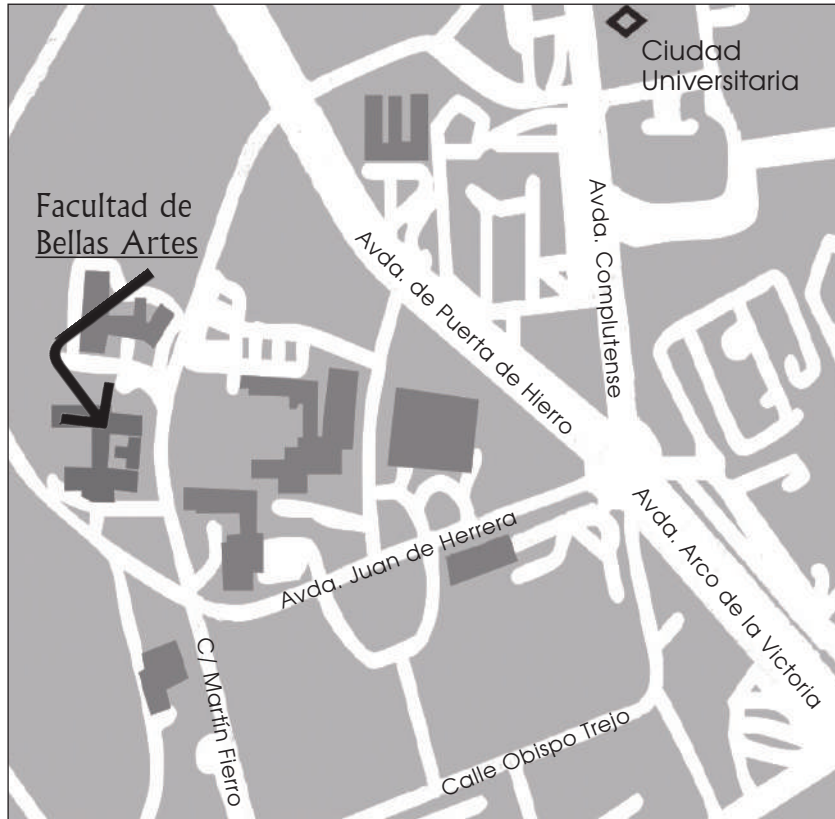 Ciudad
Universitaria
Facultad de
Bellas Artes
Avda. Complutense
Avda. de Puerta de Hierro
Avda. Arco de la Victoria
Avda. Juan de Herrera
C/ Martín Fierro
Calle Obispo Trejo